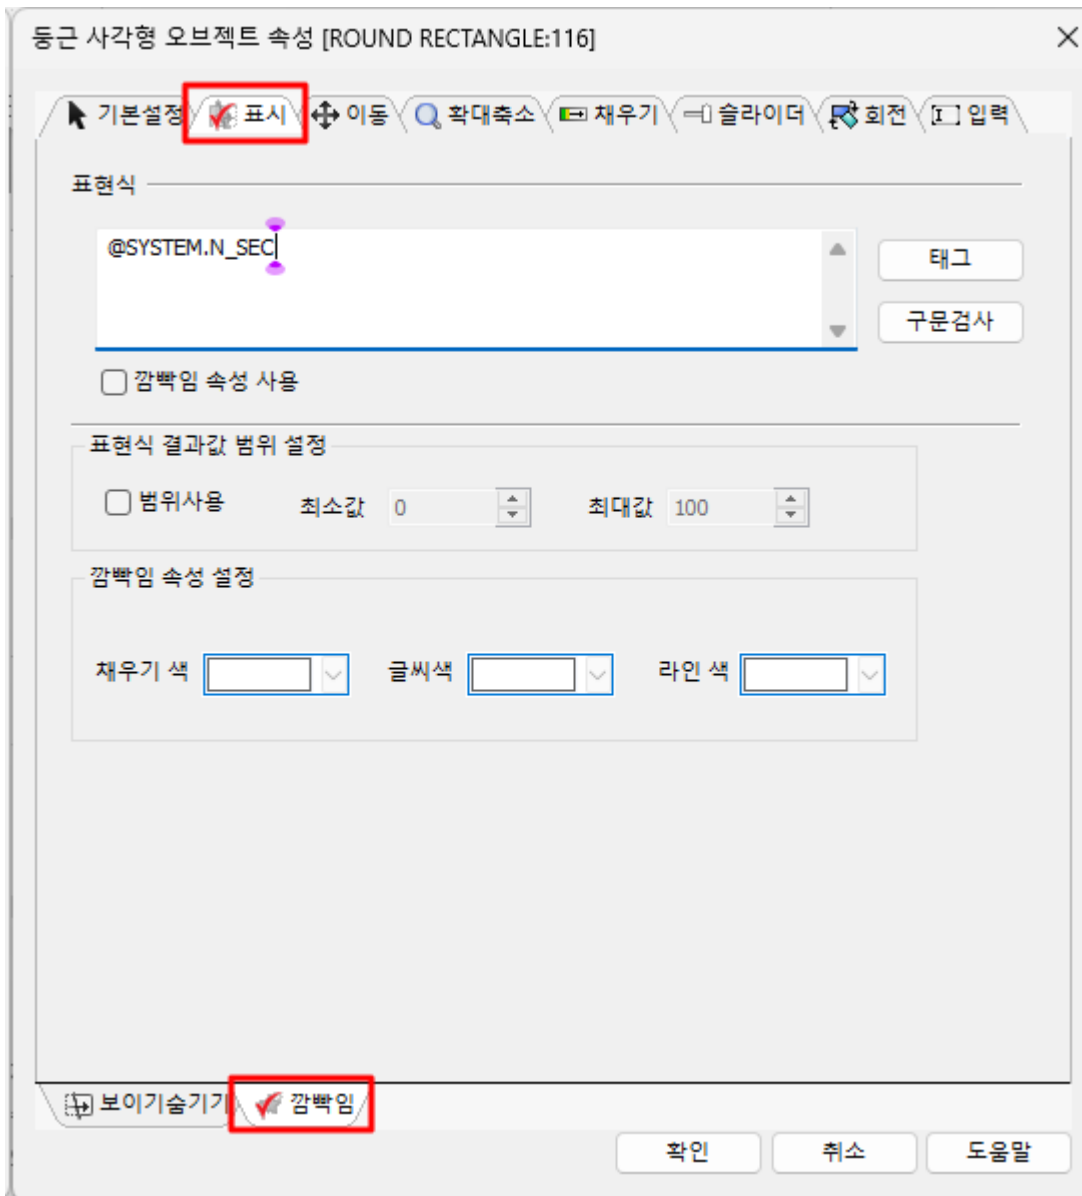 둥근 사각형 오브젝트 속성 [ROUND RECTANGLE:116]
기본설정 표시 이동 확대축소 채우기 슬라이더 회전 입력
표현식
@SYSTEM.N_SEC
태그
구문검사
깜빡임 속성 사용
표현식 결과값 범위 설정
범위사용 최소값 0 최대값 100
깜빡임 속성 설정
채우기 색 글씨색 라인 색
보이기숨기기 깜빡임
확인 취소 도움말